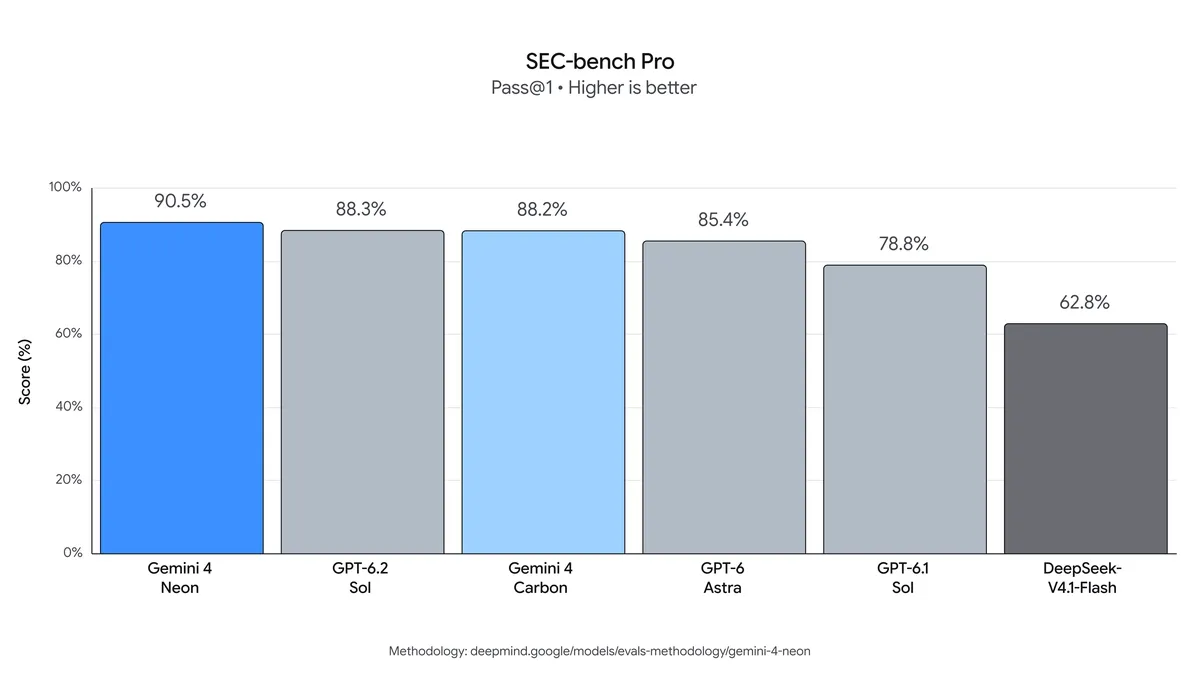 SEC-bench Pro
Pass@1 • Higher is better
100%
80%
60%
40%
20%
0%
Score (%)
90.5%
88.3%
88.2%
85.4%
78.8%
62.8%
Gemini 4
Neon
GPT-6.2
Sol
Gemini 4
Carbon
GPT-6
Astra
GPT-6.1
Sol
DeepSeek-
V4.1-Flash
Methodology: deepmind.google/models/evals-methodology/gemini-4-neon